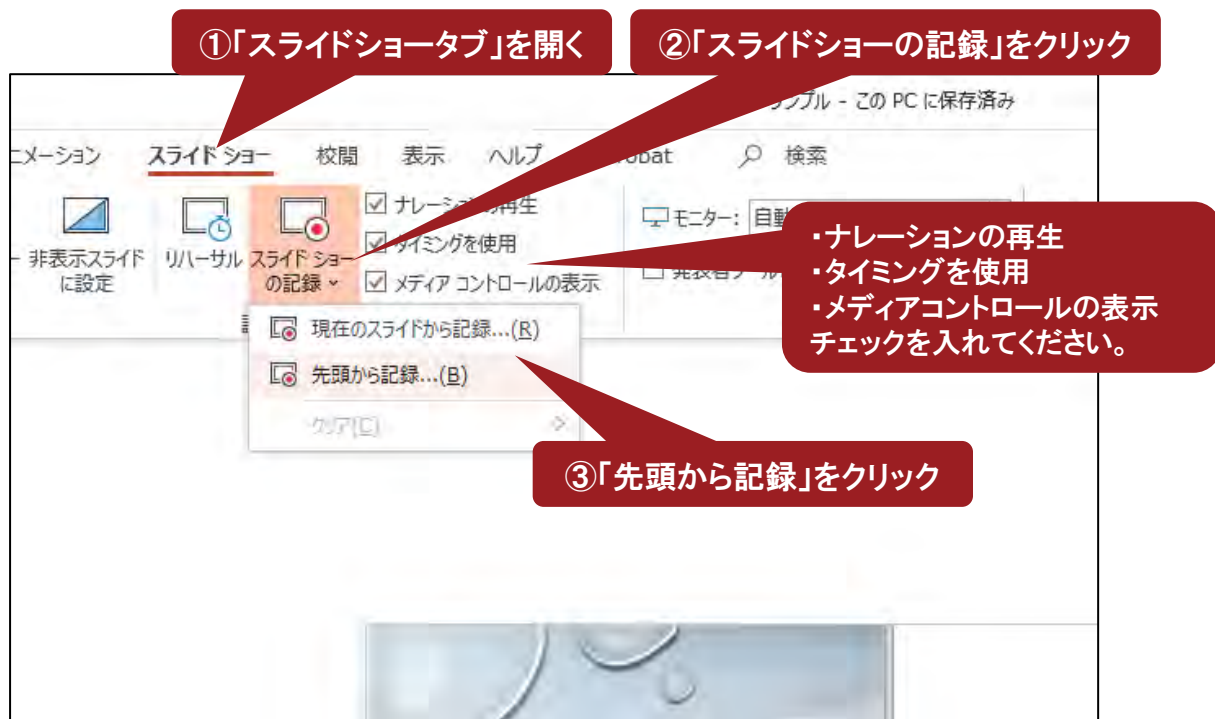 ①「スライドショータブ」を開く
②「スライドショーの記録」をクリック
ンプル - この PC に保存済み
ニメーション スライド ショー 校閲 表示 ヘルプ robat 検索
ナレーションの再生
タイミングを使用
メディア コントロールの表示
非表示スライド
に設定
リハーサル
スライド ショー
の記録
モニター: 自動
・ナレーションの再生
・タイミングを使用
・メディアコントロールの表示
チェックを入れてください。
現在のスライドから記録...(R)
先頭から記録...(B)
クリア(C)
③「先頭から記録」をクリック